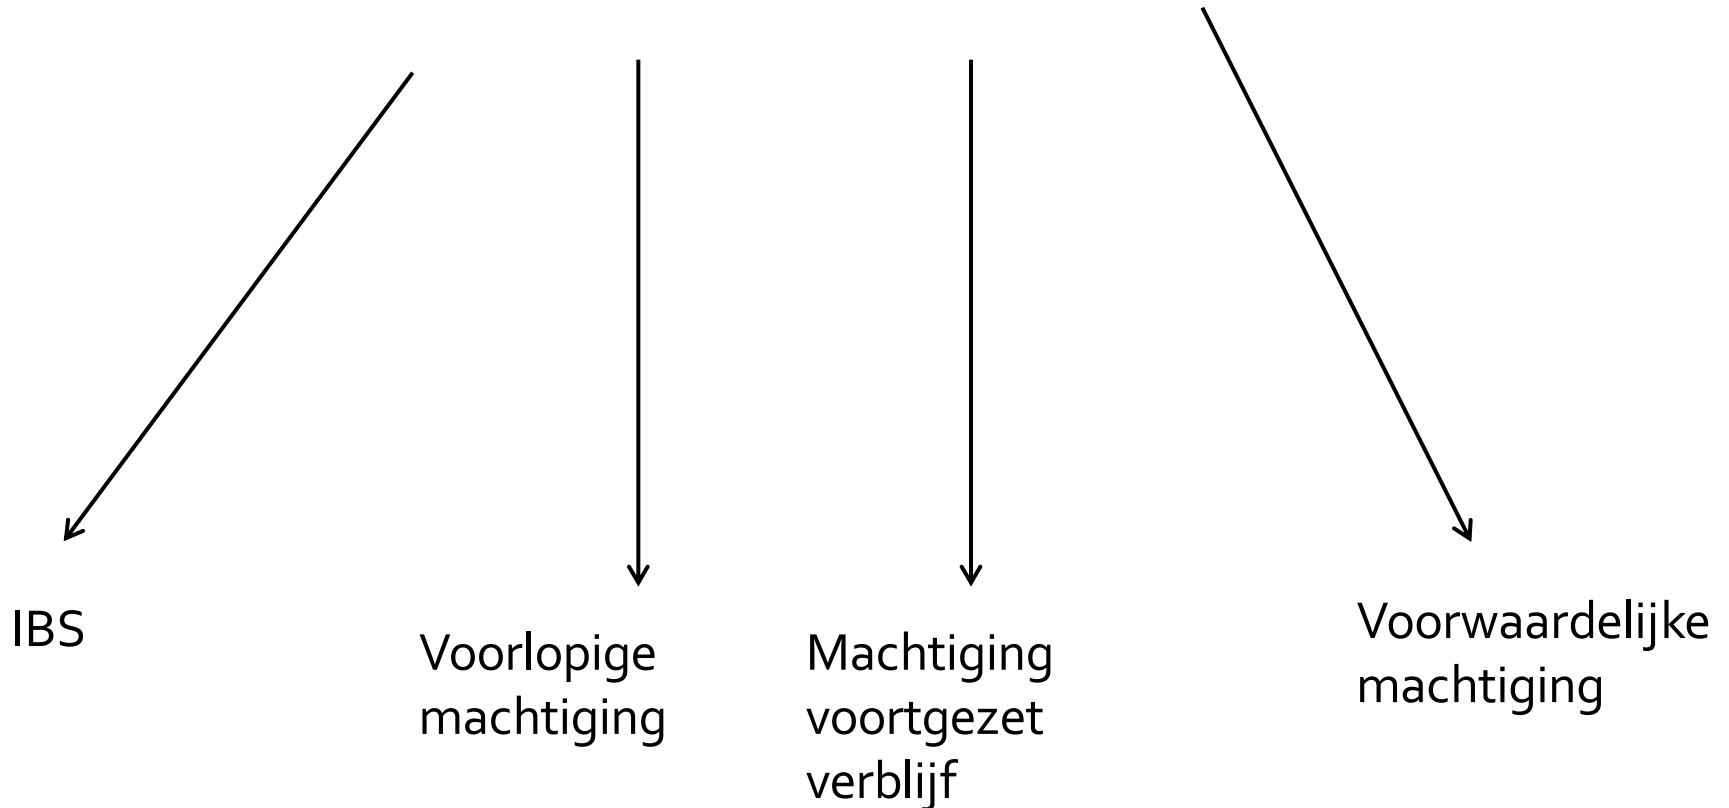 IBS
Voorlopige
machtiging
Machtiging
voortgezet
verblijf
Voorwaardelijke
machtiging